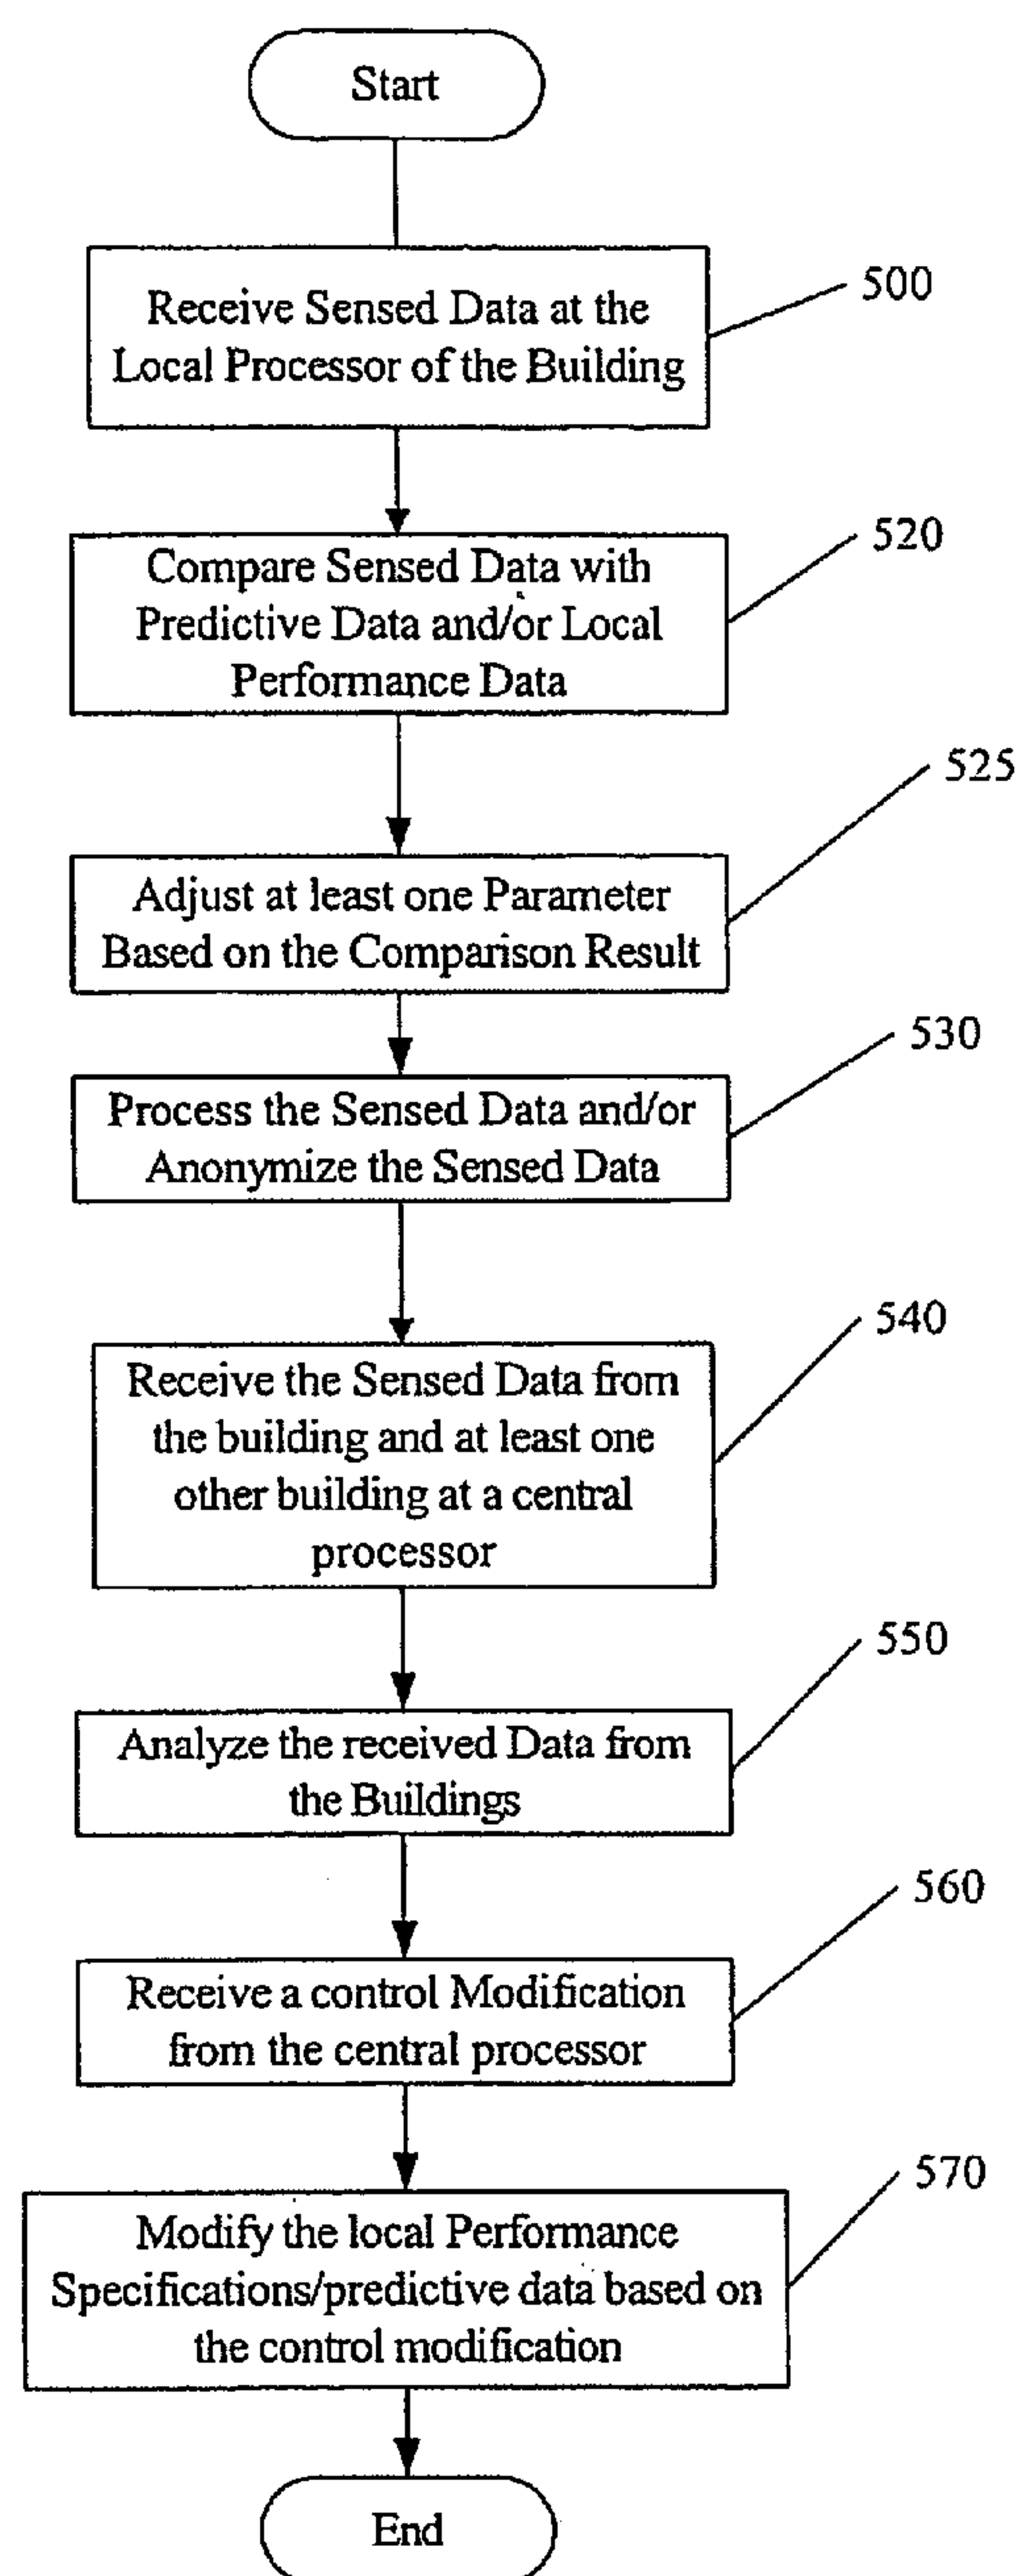 Start
Receive Sensed Data at the
Local Processor of the Building
500
Compare Sensed Data with
Predictive Data and/or Local
Performance Data
520
Adjust at least one Parameter
Based on the Comparison Result
525
Process the Sensed Data and/or
Anonymize the Sensed Data
530
Receive the Sensed Data from
the building and at least one
other building at a central
processor
540
Analyze the received Data from
the Buildings
550
Receive a control Modification
from the central processor
560
Modify the local Performance
Specifications/predictive data based on
the control modification
570
End